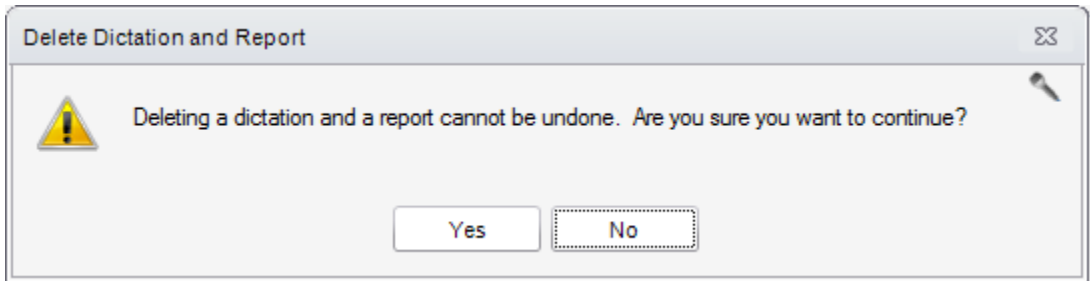 Delete Dictation and Report
Deleting a dictation and a report cannot be undone.  Are you sure you want to continue?
Yes No